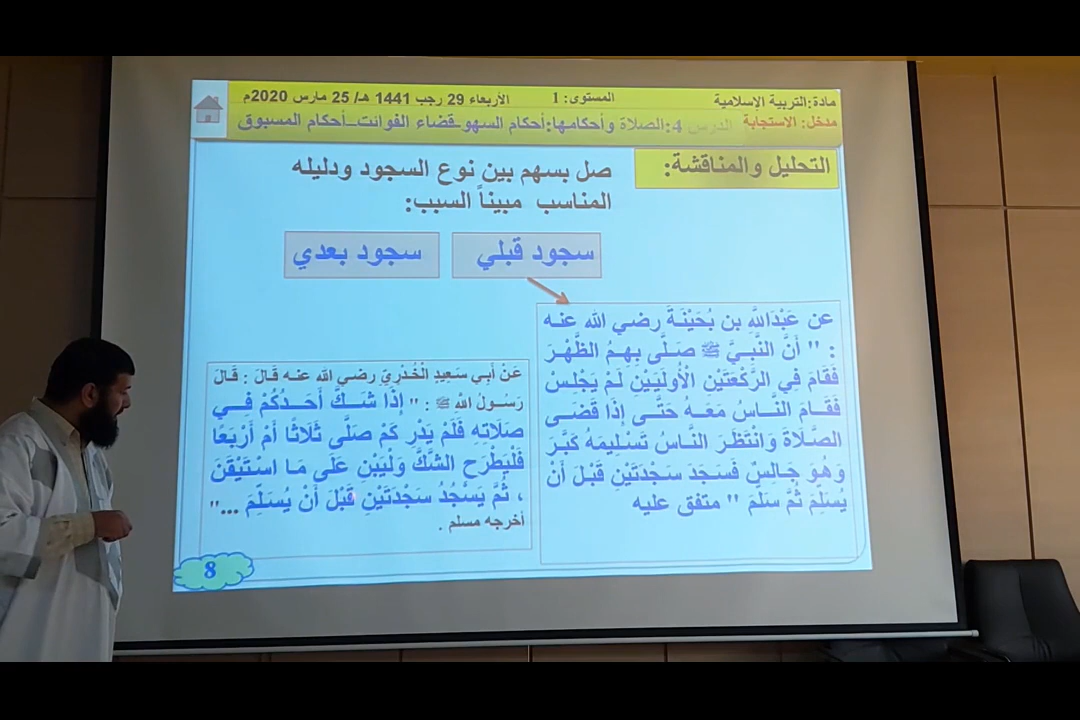 مادة:التربية الإسلامية المستوى: 1 الأربعاء 29 رجب 1441 هـ/ 25 مارس 2020م
مدخل: الإستجابة الدرس 4:الصلاة وأحكامها:أحكام السهو-قضاء الفوائت-أحكام المسبوق
التحليل والمناقشة:
صل بسهم بين نوع السجود ودليله
المناسب مبيناً السبب:
سجود قبلي
سجود بعدي
عن عَبْدَاللَّهِ بن بُحَيْنَةَ رضي الله عنه
: " أَنَّ النَّبِيَّ ﷺ صَلَّى بِهِمُ الظَّهْرَ
فَقَامَ فِي الرَّكْعَتَيْنِ الْأُولَيَيْنِ لَمْ يَجْلِسْ
فَقَامَ النَّاسُ مَعَهُ حَتَّى إِذَا قَضَى
الصَّلَاةَ وَانْتَظَرَ النَّاسُ تَسْلِيمَهُ كَبَّرَ
وَهُوَ جَالِسٌ فَسَجَدَ سَجْدَتَيْنِ قَبْلَ أَنْ
يُسَلِّمَ ثُمَّ سَلَّمَ " متفق عليه
عَنْ أَبِي سَعِيدٍ الْخُدْرِيّ رضي الله عنه قَالَ : قَالَ
رَسُولُ اللهِ ﷺ : " إِذَا شَكَّ أَحَدُكُمْ فِي
صَلَاتِهِ فَلَمْ يَدْرِ كَمْ صَلَّى ثَلَاثًا أَمْ أَرْبَعًا
فَلْيَطْرَحِ الشَّكَّ وَلْيَبْنِ عَلَى مَا اسْتَيْقَنَ
، ثُمَّ يَسْجُدُ سَجْدَتَيْنِ قَبْلَ أَنْ يُسَلِّمَ ..."
أخرجه مسلم .
8